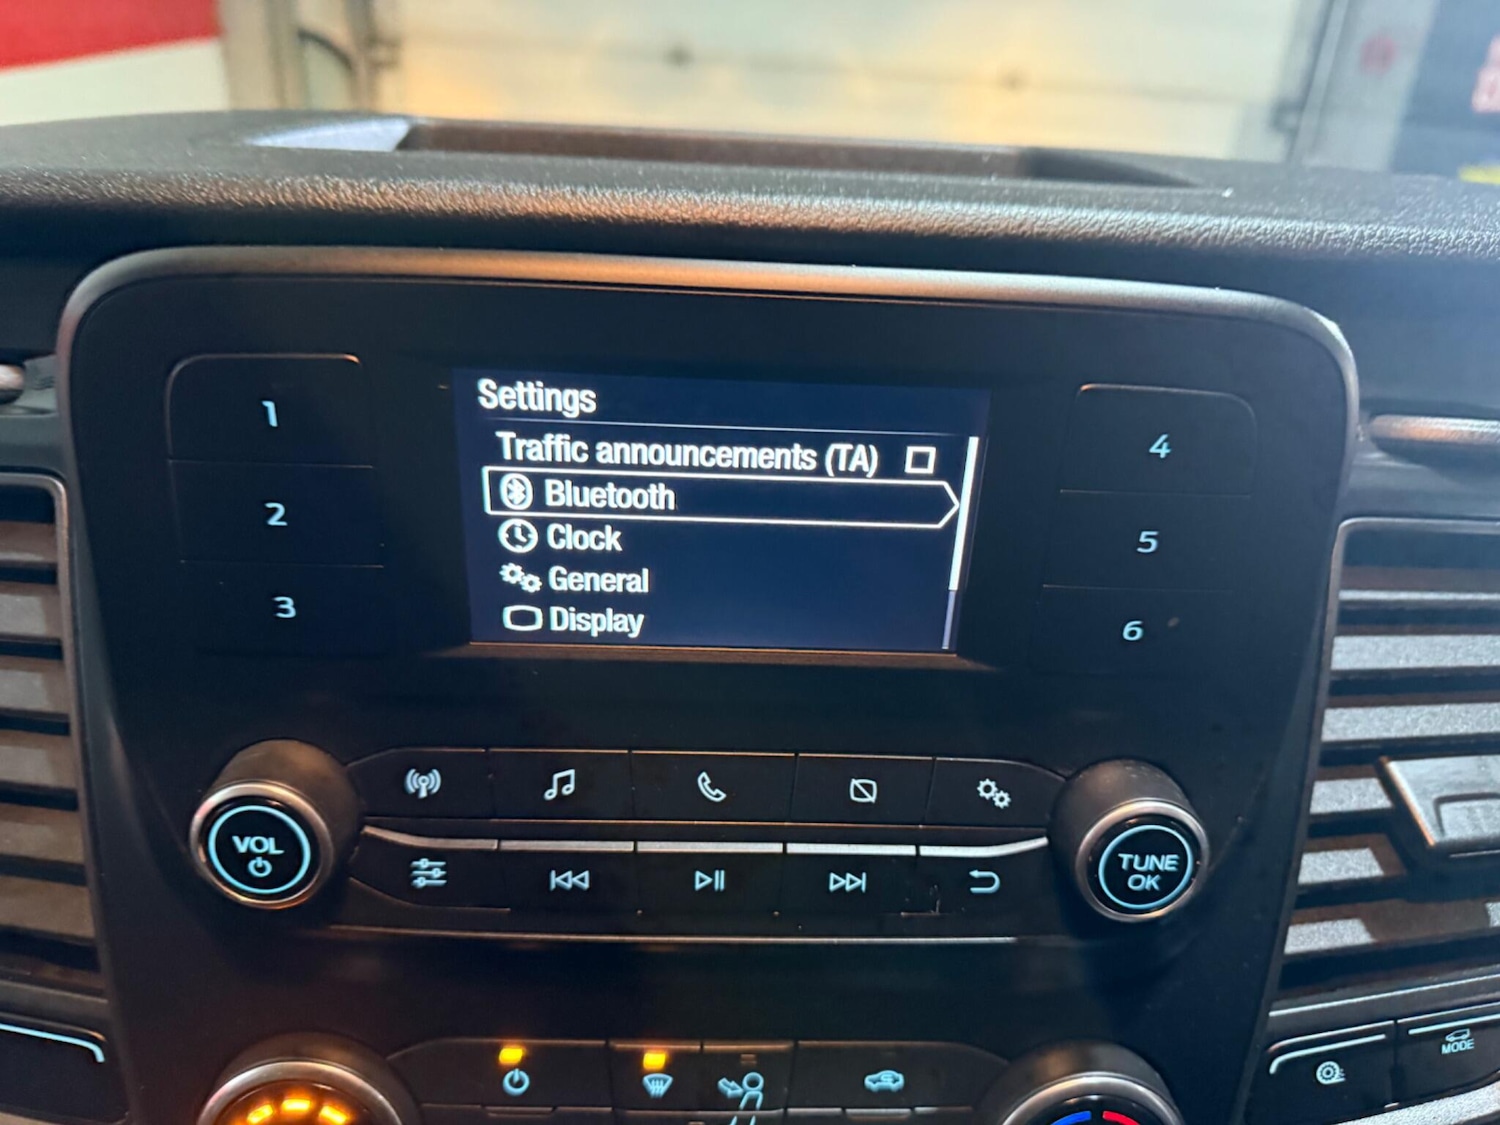 Settings
Traffic announcements (TA)
Bluetooth
Clock
General
Display
1
2
3
4
5
6
VOL
TUNE
OK
MODE